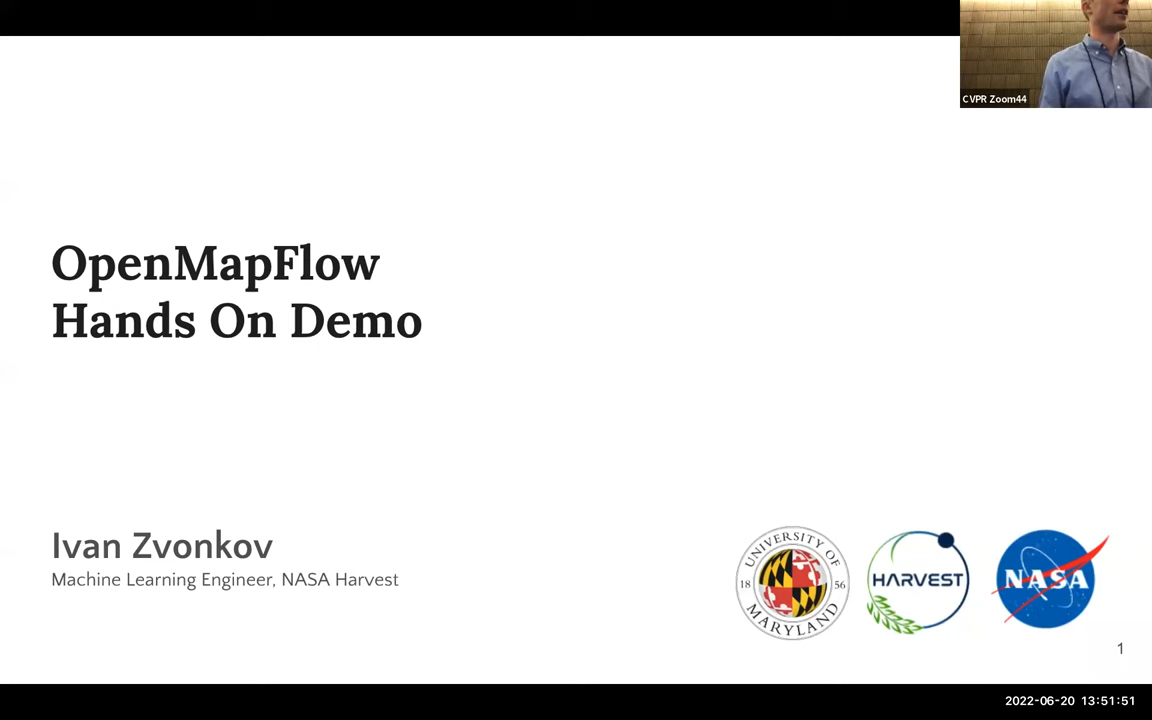 CVPR Zoom44
OpenMapFlow
Hands On Demo
Ivan Zvonkov
Machine Learning Engineer, NASA Harvest
UNIVERSITY OF
18 56
MARYLAND
HARVEST
NASA
1
2022-06-20 13:51:51